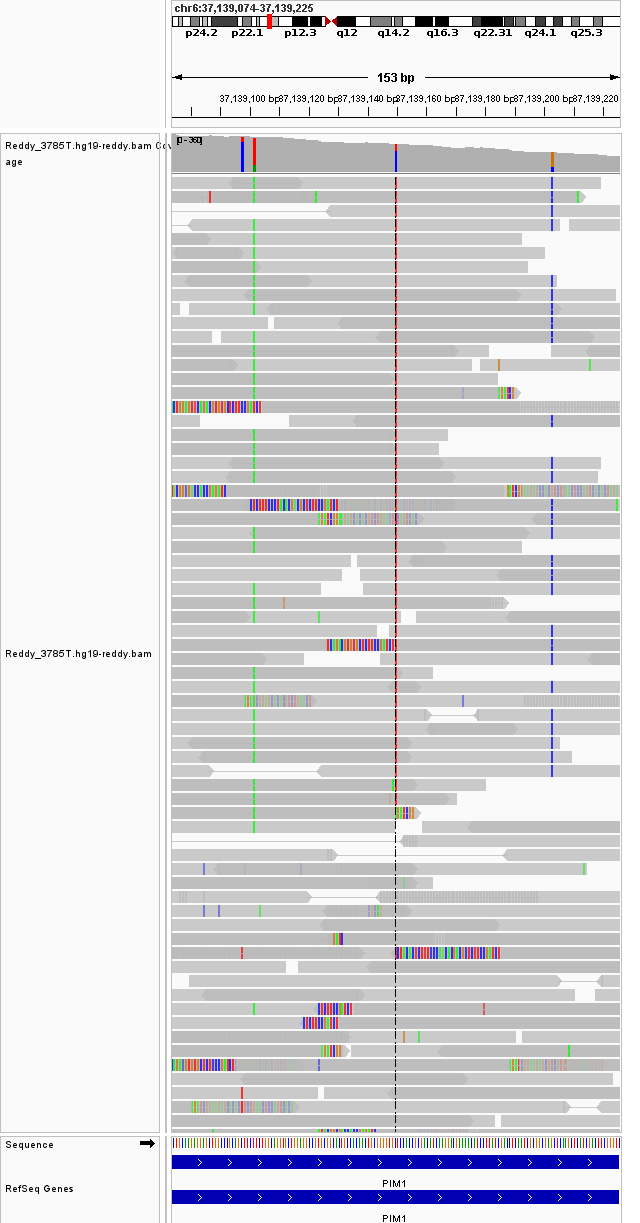 chr6:37,139,074-37,139,225
p24.2 p22.1 p12.3 q12 q14.2 q16.3 q22.31 q24.1 q25.3
153 bp
37,139,100 bp 37,139,120 bp 37,139,140 bp 37,139,160 bp 37,139,180 bp 37,139,200 bp 37,139,220
Reddy_3785T.hg19-reddy.bam Cov
age
Reddy_3785T.hg19-reddy.bam
Sequence
RefSeq Genes
PIM1
PIM1